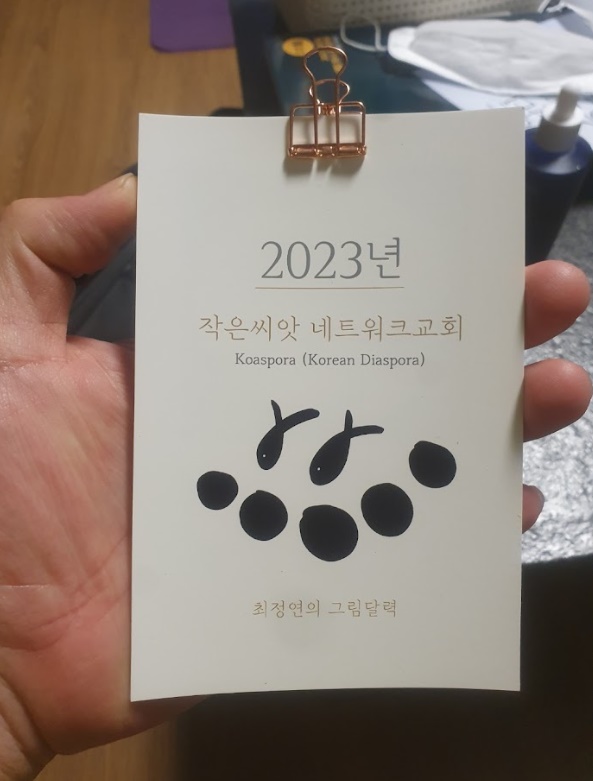 2023년
작은씨앗 네트워크교회
Koaspora (Korean Diaspora)
최정연의 그림달력